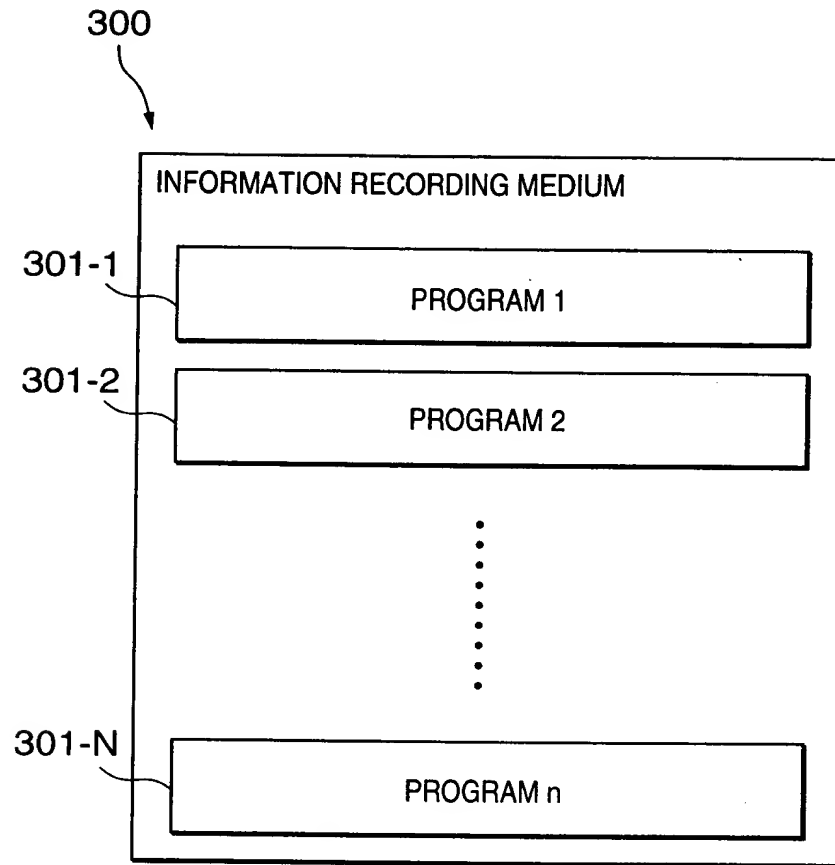 300
INFORMATION RECORDING MEDIUM
301-1
PROGRAM 1
301-2
PROGRAM 2
301-N
PROGRAM n